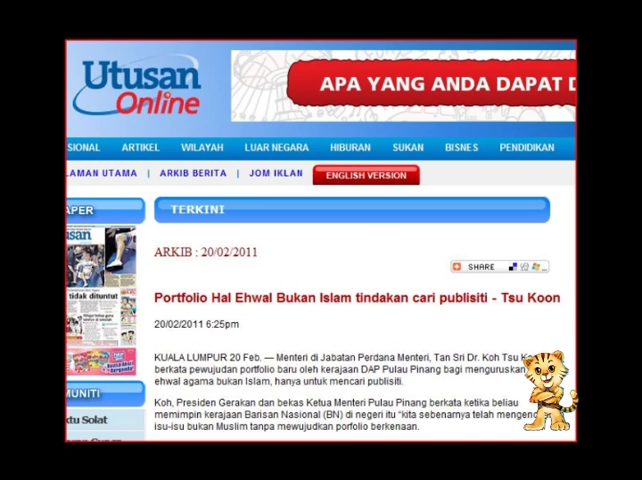 Utusan
Online
APA YANG ANDA DAPAT
SIONAL ARTIKEL WILAYAH LUAR NEGARA HIBURAN SUKAN BISNES PENDIDIKAN
LAMAN UTAMA | ARKIB BERITA | JOM IKLAN ENGLISH VERSION
APER
TERKINI
usan
tidak dituntut
ARKIB : 20/02/2011
SHARE
Portfolio Hal Ehwal Bukan Islam tindakan cari publisiti - Tsu Koon
20/02/2011 6:25pm
KUALA LUMPUR 20 Feb. — Menteri di Jabatan Perdana Menteri, Tan Sri Dr. Koh Tsu
berkata pewujudan portfolio baru oleh kerajaan DAP Pulau Pinang bagi menguruskan
ehwal agama bukan Islam, hanya untuk mencari publisiti.
Koh, Presiden Gerakan dan bekas Ketua Menteri Pulau Pinang berkata ketika beliau
memimpin kerajaan Barisan Nasional (BN) di negeri itu “kita sebenarnya telah
isu-isu bukan Muslim tanpa mewujudkan porfolio berkenaan.
MUNITI
ktu Solat